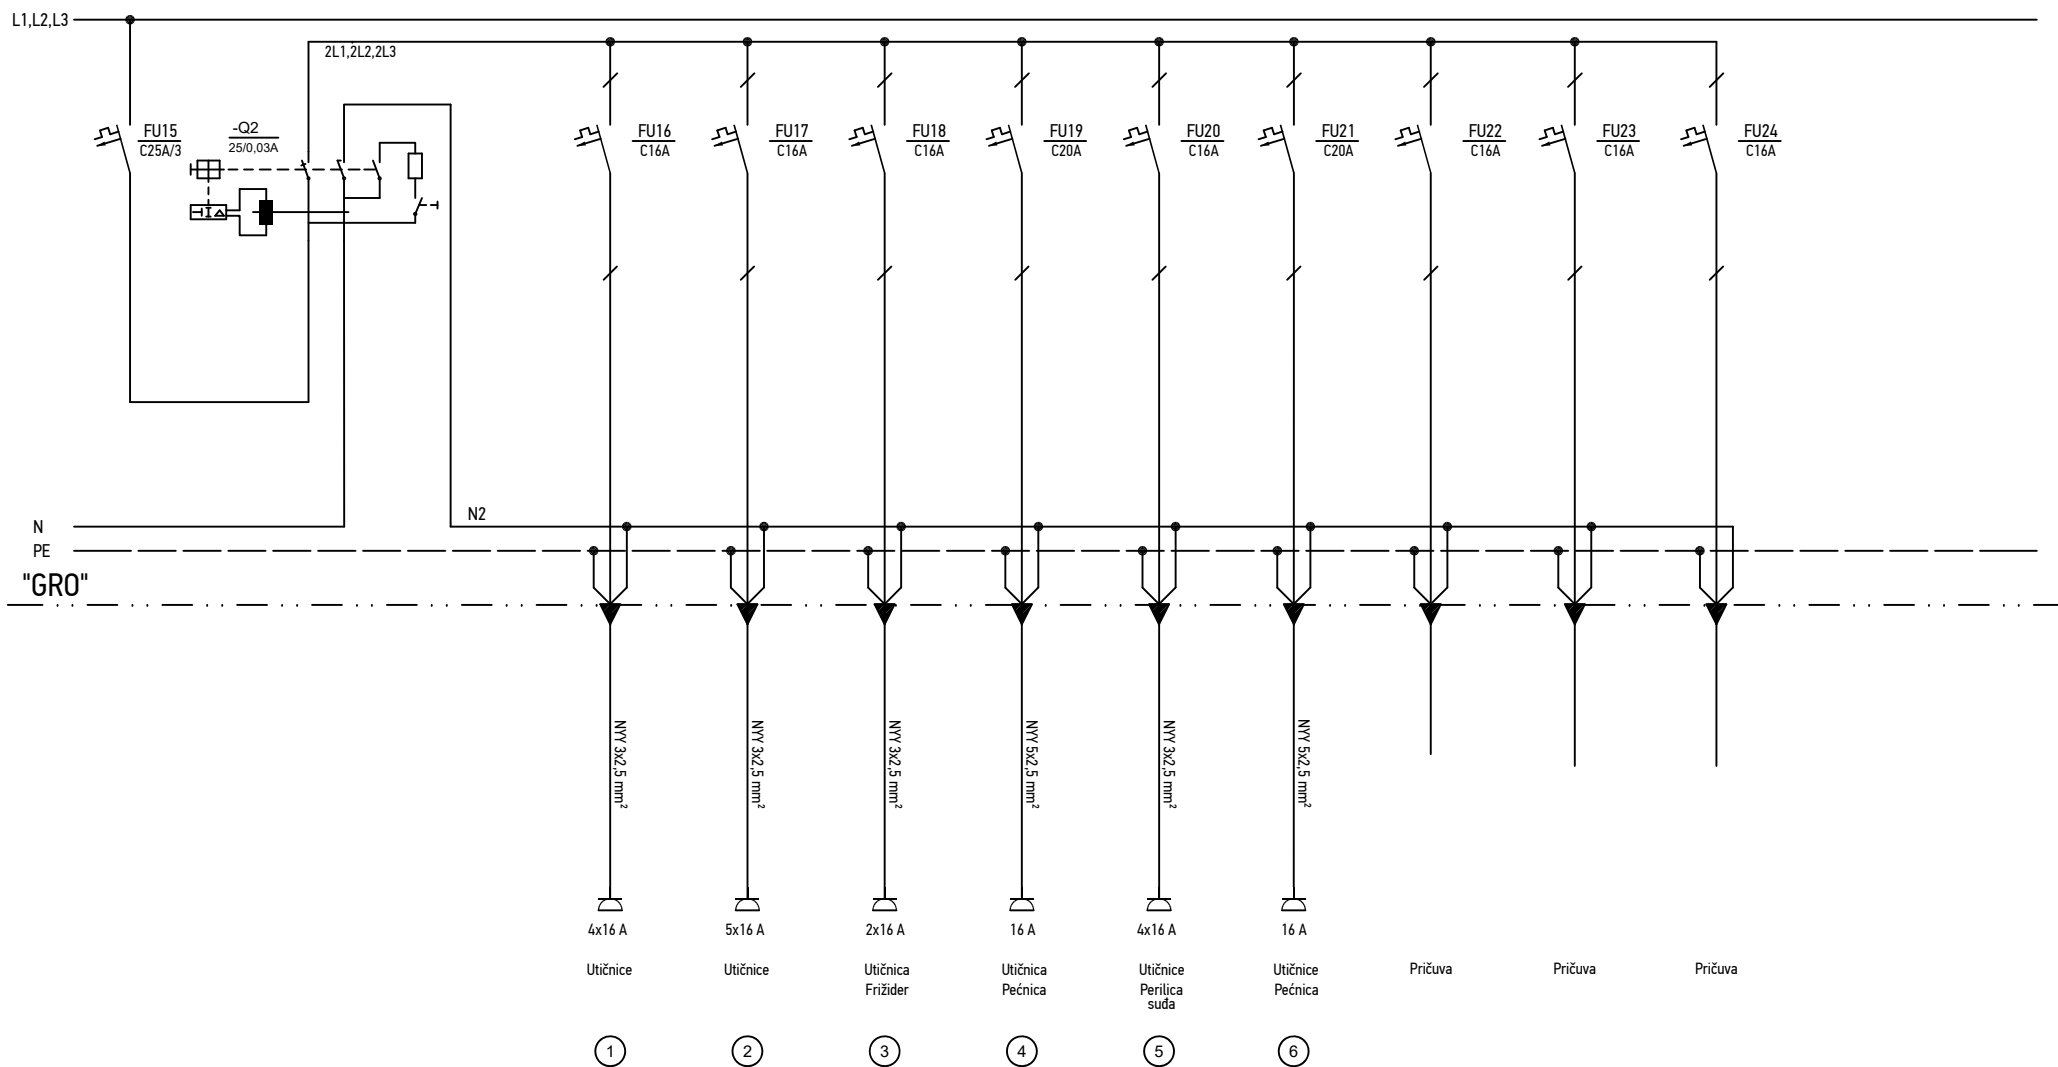 L1,L2,L3
2L1,2L2,2L3
FU15
C25A/3
-Q2
25/0,03A
FU16
C16A
FU17
C16A
FU18
C16A
FU19
C20A
FU20
C16A
FU21
C20A
FU22
C16A
FU23
C16A
FU24
C16A
N
N2
PE
"GRO"
NYY 3x2,5 mm²
NYY 3x2,5 mm²
NYY 3x2,5 mm²
NYY 5x2,5 mm²
NYY 3x2,5 mm²
NYY 5x2,5 mm²
4x16 A
5x16 A
2x16 A
16 A
4x16 A
16 A
Utičnice
Utičnice
Utičnica
Frižider
Utičnica
Pećnica
Utičnice
Perilica
suđa
Utičnice
Pećnica
Pričuva
Pričuva
Pričuva
1
2
3
4
5
6